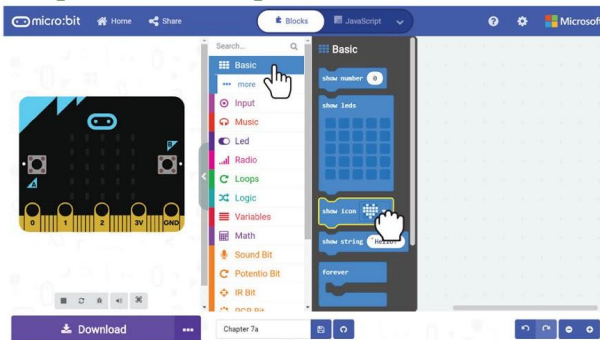 micro:bit Home Share Blocks JavaScript Microsoft
Search...
Basic
more
Input
Music
Led
Radio
Loops
Logic
Variables
Math
Sound Bit
Potentio Bit
IR Bit
Basic
show number 0
show leds
show icon
show string "Hello!"
forever
A
B
0 1 2 3V GND
Download
Chapter 7a